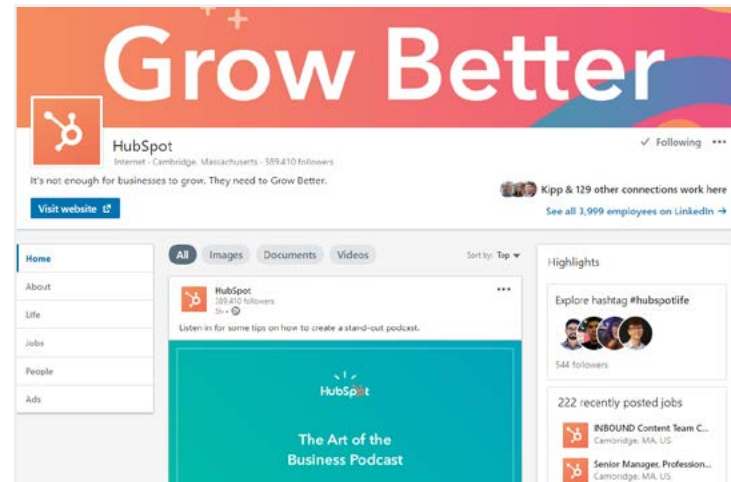 Grow Better
HubSpot
Following
Internet · Cambridge, Massachusetts · 389,410 followers
It's not enough for businesses to grow. They need to Grow Better.
Kipp & 129 other connections work here
Visit website
See all 3,999 employees on LinkedIn →
Home
About
Life
Jobs
People
Ads
All
Images
Documents
Videos
Sort by: Top
HubSpot
389,410 followers
5h •
Listen in for some tips on how to create a stand-out podcast.
HubSpot
The Art of the
Business Podcast
Highlights
Explore hashtag #hubspotlife
544 followers
222 recently posted jobs
INBOUND Content Team C...
Cambridge, MA, US
Senior Manager, Profession...
Cambridge, MA, US